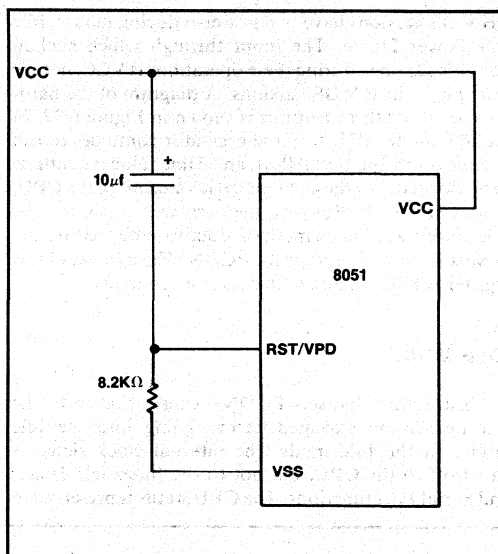 VCC
+
10μf
VCC
8051
RST/VPD
8.2KΩ
VSS